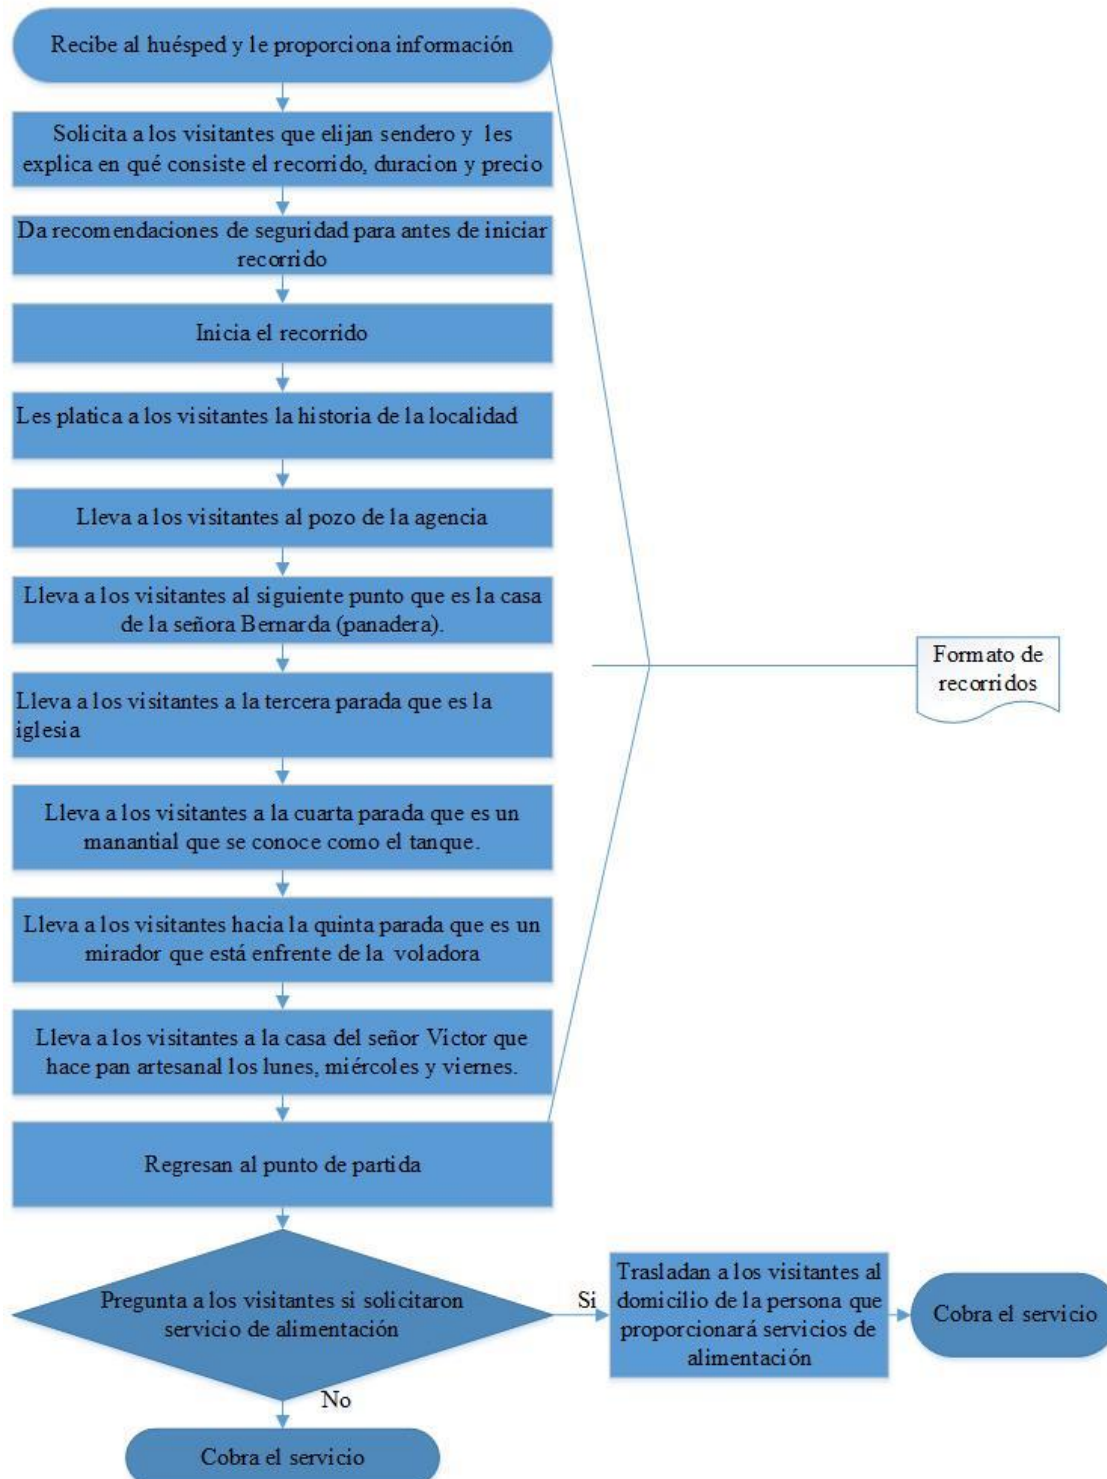 Recibe al huésped y le proporciona información
Solicita a los visitantes que elijan sendero y les
explica en qué consiste el recorrido, duracion y precio
Da recomendaciones de seguridad para antes de iniciar
recorrido
Inicia el recorrido
Les platica a los visitantes la historia de la localidad
Lleva a los visitantes al pozo de la agencia
Lleva a los visitantes al siguiente punto que es la casa
de la señora Bernarda (panadera).
Formato de
recorridos
Lleva a los visitantes a la tercera parada que es la
iglesia
Lleva a los visitantes a la cuarta parada que es un
manantial que se conoce como el tanque.
Lleva a los visitantes hacia la quinta parada que es un
mirador que está enfrente de la voladora
Lleva a los visitantes a la casa del señor Victor que
hace pan artesanal los lunes, miércoles y viernes.
Regresan al punto de partida
Pregunta a los visitantes si solicitaron
servicio de alimentación
Si
Trasladan a los visitantes al
domicilio de la persona que
proporcionará servicios de
alimentación
Cobra el servicio
No
Cobra el servicio